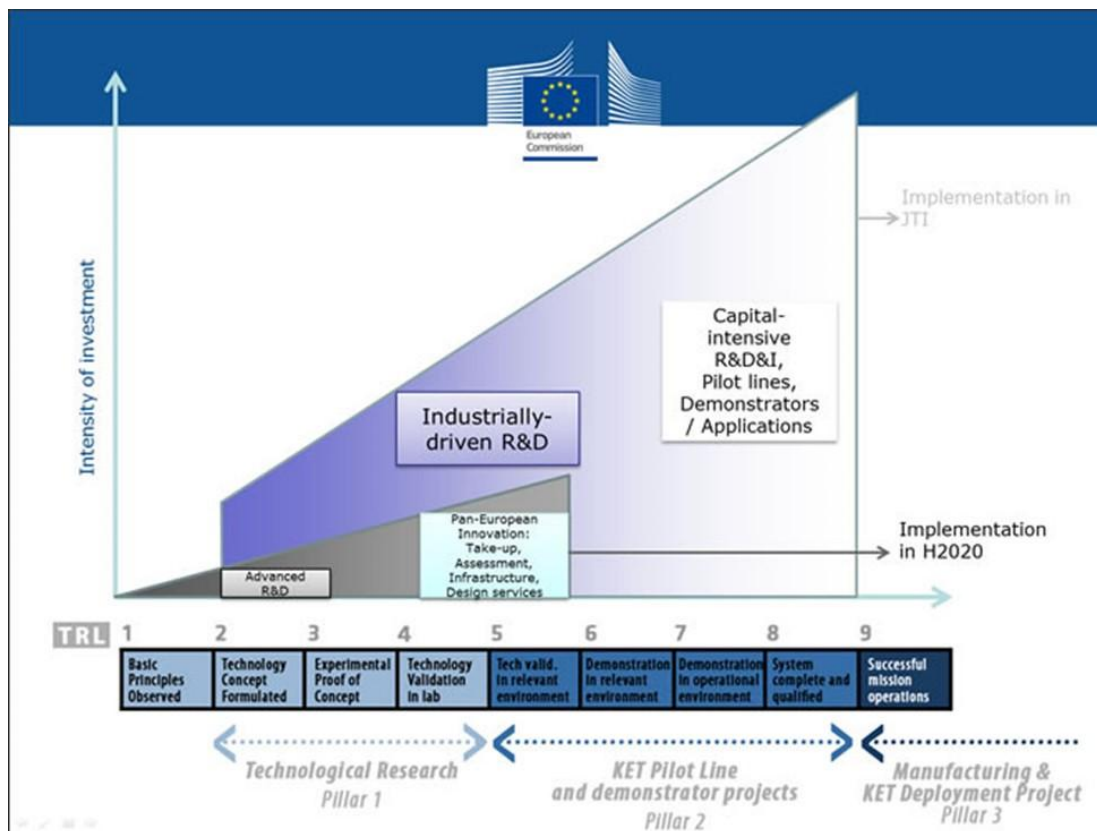 European
Commission
Implementation in
JTI
Intensity of investment
Capital-
intensive
R&D&I,
Pilot lines,
Demonstrators
/ Applications
Industrially-
driven R&D
Pan-European
Innovation:
Take-up,
Assessment,
Infrastructure,
Design services
Implementation
in H2020
Advanced
R&D
TRL 1 2 3 4 5 6 7 8 9
Basic
Principles
Observed
Technology
Concept
Formulated
Experimental
Proof of
Concept
Technology
Validation
in lab
Tech valid.
in relevant
environment
Demonstration
in relevant
environment
Demonstration
in operational
environment
System
complete and
qualified
Successful
mission
operations
Technological Research
Pillar 1
KET Pilot Line
and demonstrator projects
Pillar 2
Manufacturing &
KET Deployment Project
Pillar 3